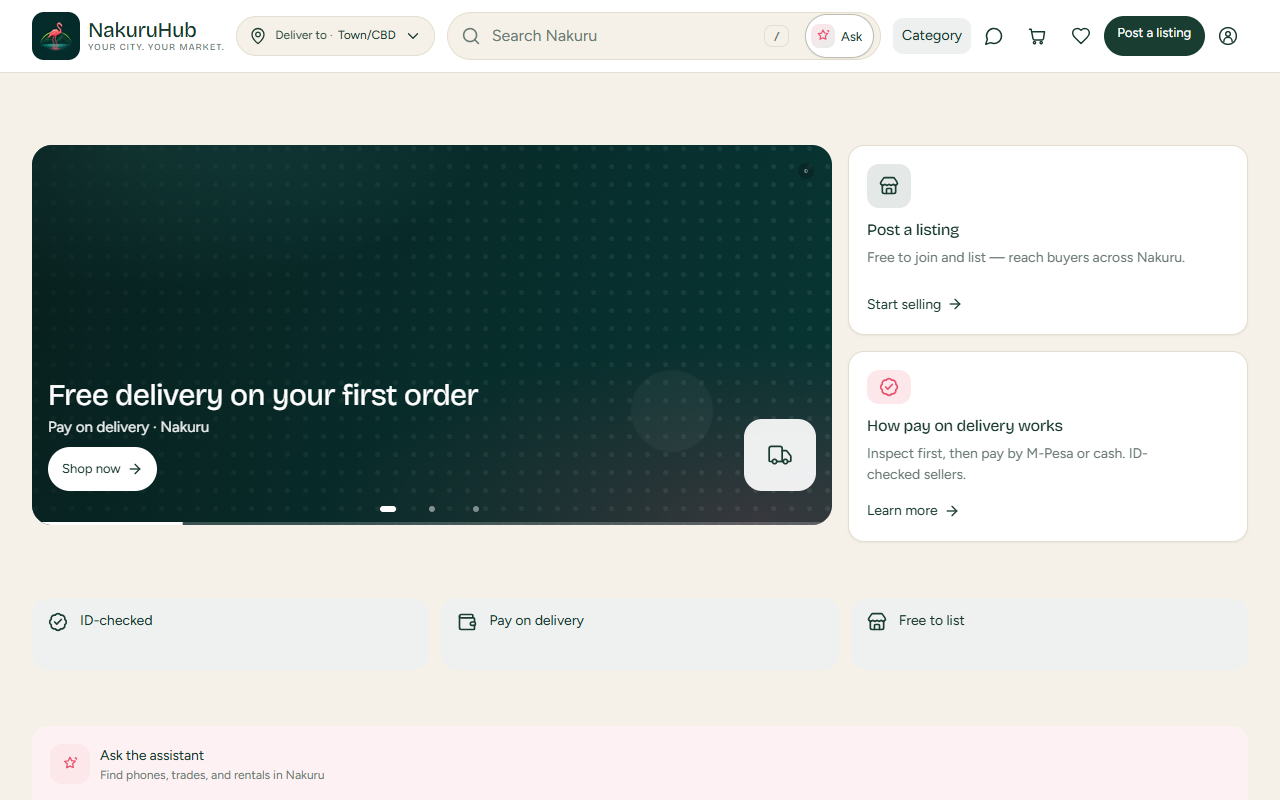 NakuruHub
YOUR CITY. YOUR MARKET.
Deliver to · Town/CBD
Search Nakuru
/
Ask
Category
Post a listing
Free delivery on your first order
Pay on delivery · Nakuru
Shop now
Post a listing
Free to join and list — reach buyers across Nakuru.
Start selling
How pay on delivery works
Inspect first, then pay by M-Pesa or cash. ID-
checked sellers.
Learn more
ID-checked
Pay on delivery
Free to list
Ask the assistant
Find phones, trades, and rentals in Nakuru